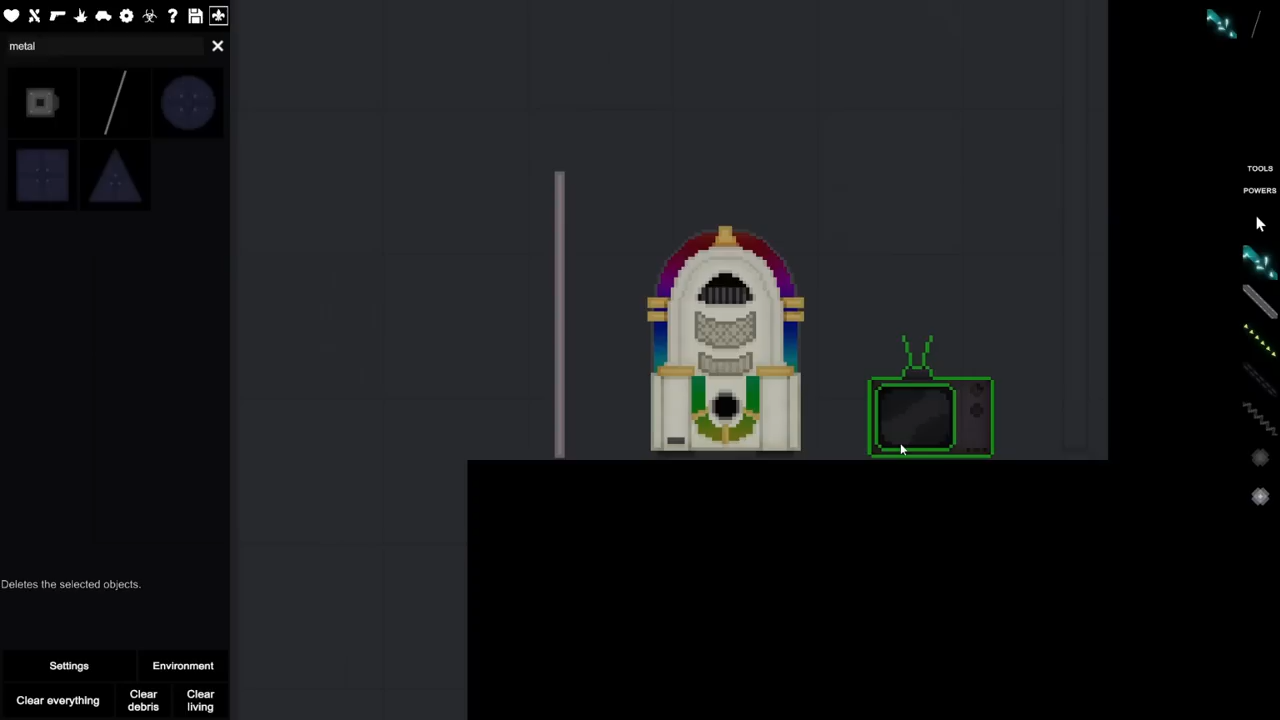 metal
TOOLS
POWERS
Deletes the selected objects.
Settings
Environment
Clear everything
Clear
debris
Clear
living